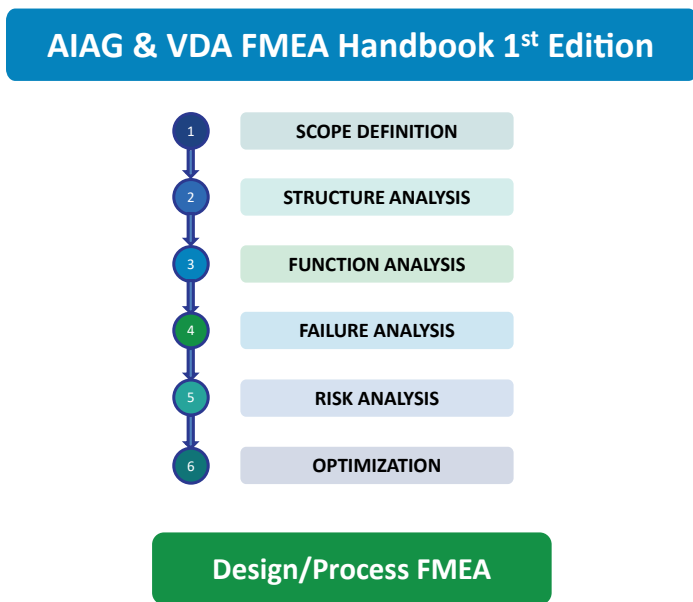 AIAG & VDA FMEA Handbook 1st Edition
1 SCOPE DEFINITION
2 STRUCTURE ANALYSIS
3 FUNCTION ANALYSIS
4 FAILURE ANALYSIS
5 RISK ANALYSIS
6 OPTIMIZATION
Design/Process FMEA